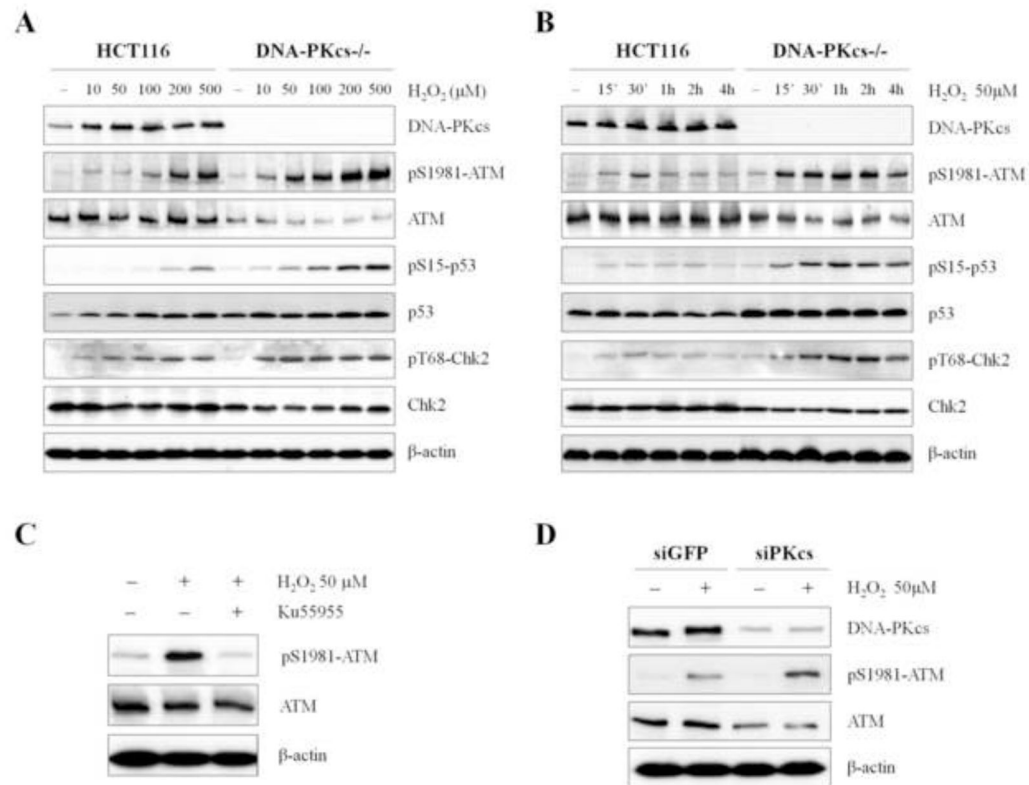 A
HCT116 DNA-PKcs-/-
– 10 50 100 200 500 – 10 50 100 200 500 H₂O₂ (µM)
DNA-PKcs
pS1981-ATM
ATM
pS15-p53
p53
pT68-Chk2
Chk2
β-actin
B
HCT116 DNA-PKcs-/-
– 15' 30' 1h 2h 4h – 15' 30' 1h 2h 4h H₂O₂ 50µM
DNA-PKcs
pS1981-ATM
ATM
pS15-p53
p53
pT68-Chk2
Chk2
β-actin
C
– + + H₂O₂ 50 µM
– – + Ku55955
pS1981-ATM
ATM
β-actin
D
siGFP siPKcs
– + – + H₂O₂ 50µM
DNA-PKcs
pS1981-ATM
ATM
β-actin